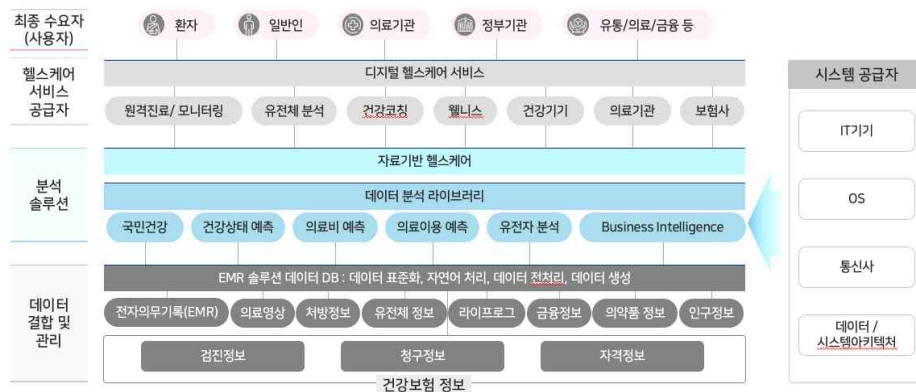 최종 수요자
(사용자)
환자
일반인
의료기관
정부기관
유통/의료/금융 등
헬스케어
서비스
공급자
디지털 헬스케어 서비스
원격진료/ 모니터링
유전체 분석
건강코칭
웰니스
건강기기
의료기관
보험사
분석
솔루션
자료기반 헬스케어
데이터 분석 라이브러리
국민건강
건강상태 예측
의료비 예측
의료이용 예측
유전자 분석
Business Intelligence
데이터
결합 및
관리
EMR 솔루션 데이터 DB : 데이터 표준화, 자연어 처리, 데이터 전처리, 데이터 생성
전자의무기록(EMR)
의료영상
처방정보
유전체 정보
라이프로그
금융정보
의약품 정보
인구정보
검진정보
청구정보
자격정보
건강보험 정보
시스템 공급자
IT기기
OS
통신사
데이터 /
시스템아키텍처